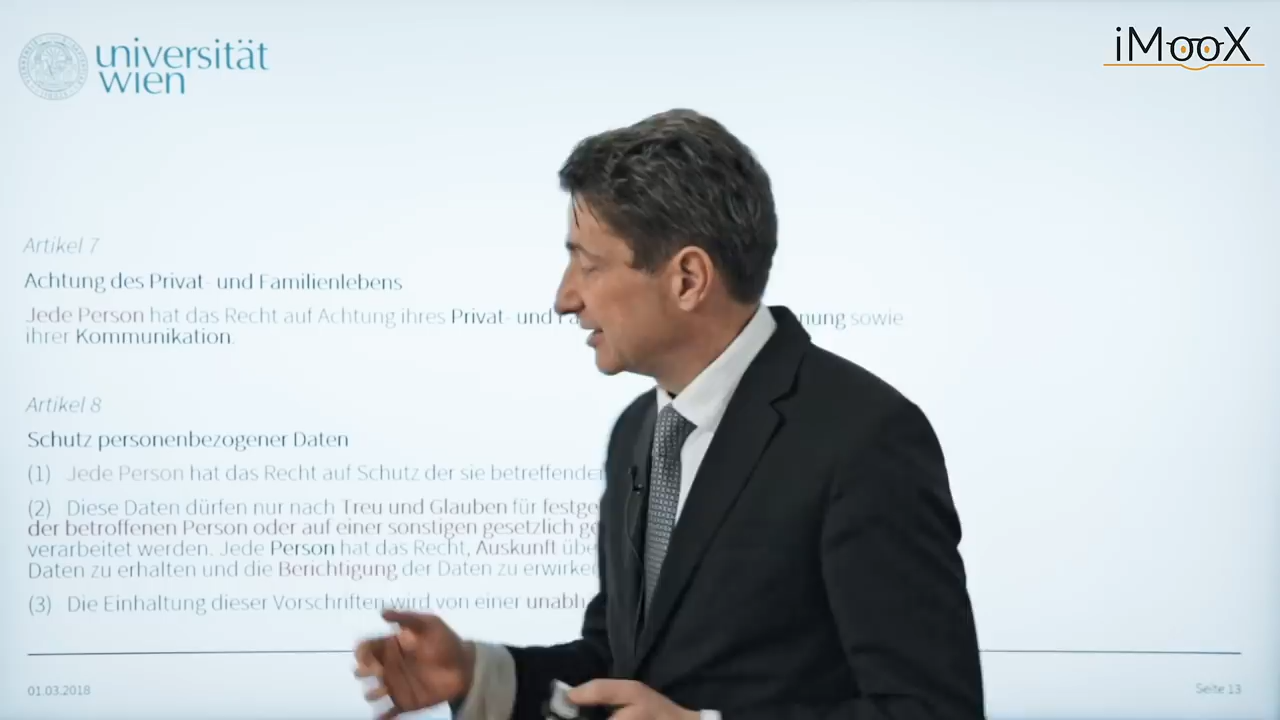 universität
wien
iMooX
Artikel 7
Achtung des Privat- und Familienlebens
Jede Person hat das Recht auf Achtung ihres Privat- und nung sowie
ihrer Kommunikation.
Artikel 8
Schutz personenbezogener Daten
(1) Jede Person hat das Recht auf Schutz der sie
(2) Diese Daten dürfen nur nach Treu und Glauben für
der betroffenen Person oder auf einer sonstigen gesetzlich
verarbeitet werden. Jede Person hat das Recht, Auskunft
Daten zu erhalten und die Berichtigung der Daten zu
(3) Die Einhaltung dieser Vorschriften wird von einer
01.03.2018
Seite 13